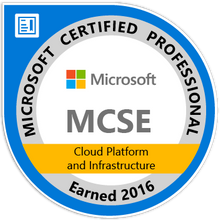 MICROSOFT CERTIFIED PROFESSIONAL
Microsoft
MCSE
Cloud Platform
and Infrastructure
Earned 2016